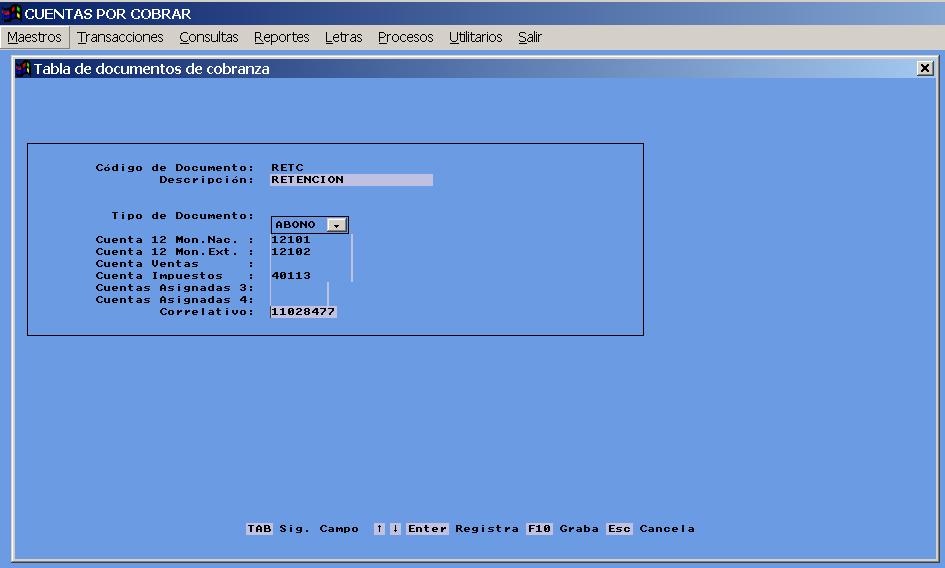 CUENTAS POR COBRAR
Maestros Transacciones Consultas Reportes Letras Procesos Utilitarios Salir
Tabla de documentos de cobranza
Código de Documento: RETC
Descripción: RETENCION
Tipo de Documento: ABONO
Cuenta 12 Mon.Nac. : 12101
Cuenta 12 Mon.Ext. : 12102
Cuenta Ventas :
Cuenta Impuestos : 40113
Cuentas Asignadas 3:
Cuentas Asignadas 4:
Correlativo: 11028477
TAB Sig. Campo ↑ ↓ Enter Registra F10 Graba Esc Cancela